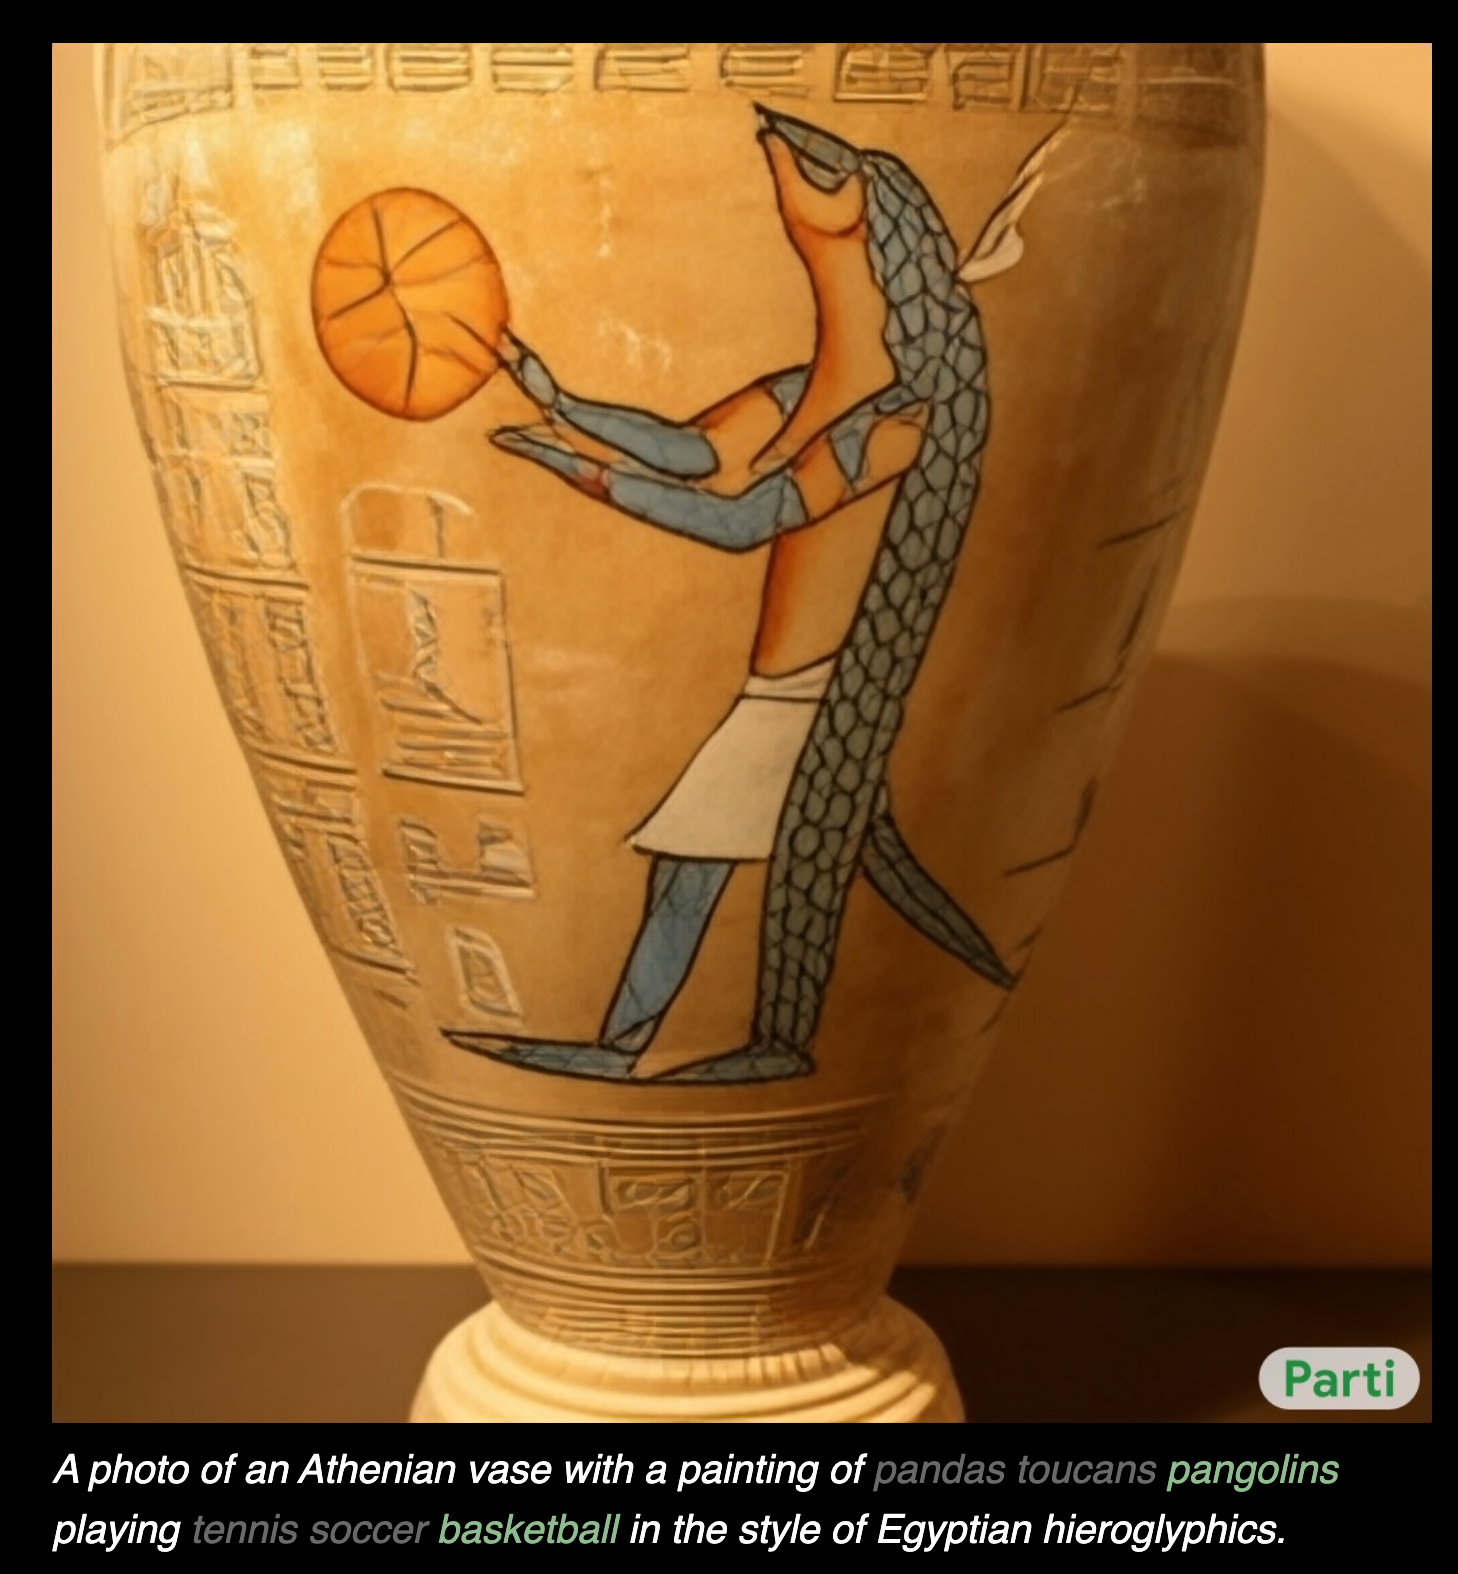 Parti
A photo of an Athenian vase with a painting of pandas toucans pangolins
playing tennis soccer basketball in the style of Egyptian hieroglyphics.